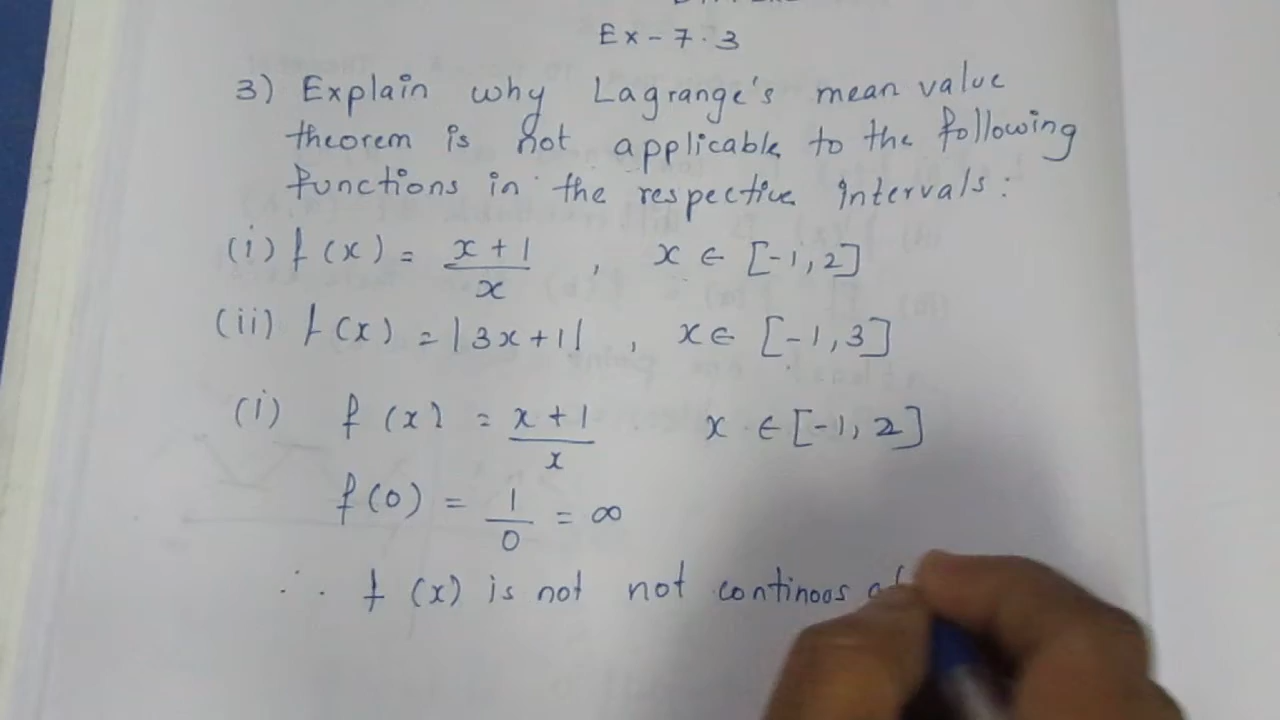 Ex-7.3
3) Explain why Lagrange's mean value
theorem is not applicable to the following
functions in the respective intervals:
(i) f(x) = x+1 / x , x ∈ [-1, 2]
(ii) f(x) = |3x+1| , x ∈ [-1, 3]
(i) f(x) = x+1 / x x ∈ [-1, 2]
f(0) = 1/0 = ∞
∴ f(x) is not not continoos